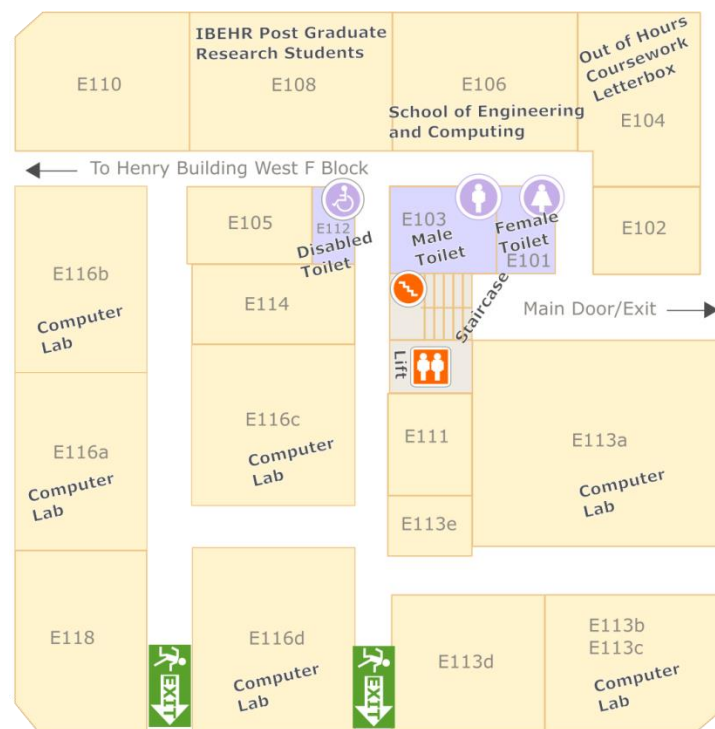 IBEHR Post Graduate
Research Students
Out of Hours
Coursework
Letterbox
E110
E108
E106
School of Engineering
and Computing
E104
To Henry Building West F Block
E105
E112
Disabled
Toilet
E103
Male
Toilet
Female
Toilet
E101
E102
E116b
Computer
Lab
E114
Staircase
Main Door/Exit
Lift
E116a
Computer
Lab
E116c
Computer
Lab
E111
E113a
Computer
Lab
E113e
E118
EXIT
E116d
Computer
Lab
EXIT
E113d
E113b
E113c
Computer
Lab